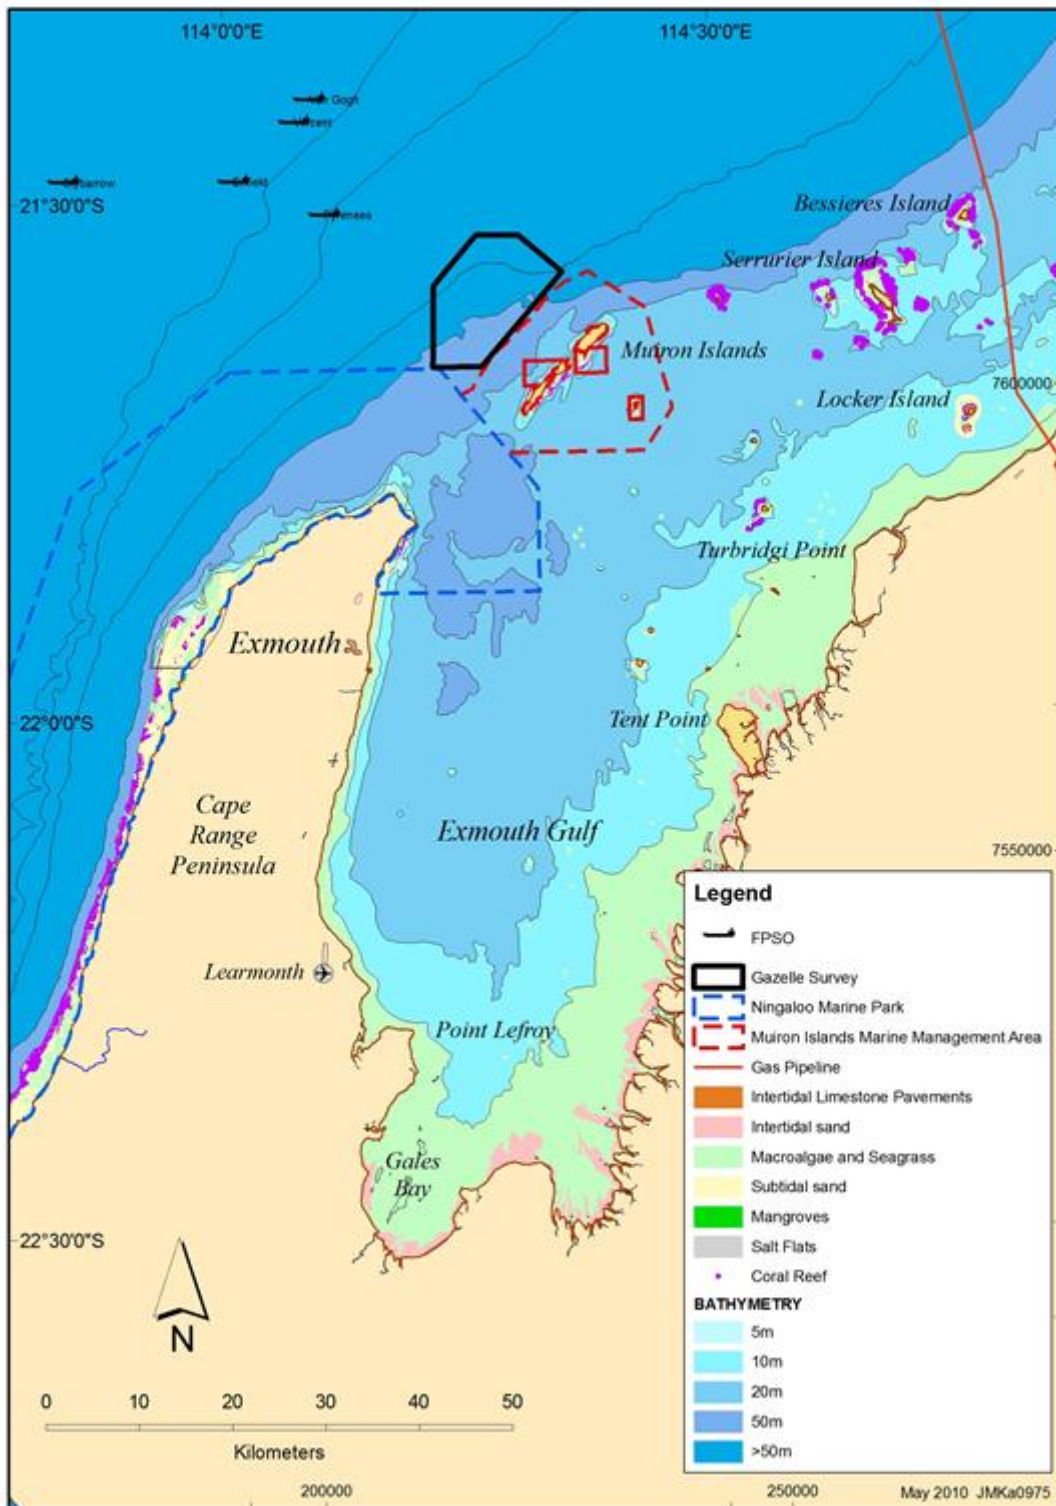 114°0'0"E
114°30'0"E
Van Gogh
Vincent
Enfield
21°30'0"S
Bessieres Island
Serrurier Island
Muiron Islands
7600000
Locker Island
Turbridgi Point
Exmouth
22°0'0"S
Tent Point
Cape
Range
Peninsula
Exmouth Gulf
7550000
Learmonth
Point Lefroy
Gales
Bay
22°30'0"S
N
0 10 20 30 40 50
Kilometers
200000
250000
Legend
FPSO
Gazelle Survey
Ningaloo Marine Park
Muiron Islands Marine Management Area
Gas Pipeline
Intertidal Limestone Pavements
Intertidal sand
Macroalgae and Seagrass
Subtidal sand
Mangroves
Salt Flats
Coral Reef
BATHYMETRY
5m
10m
20m
50m
>50m
May 2010 JMKa0975